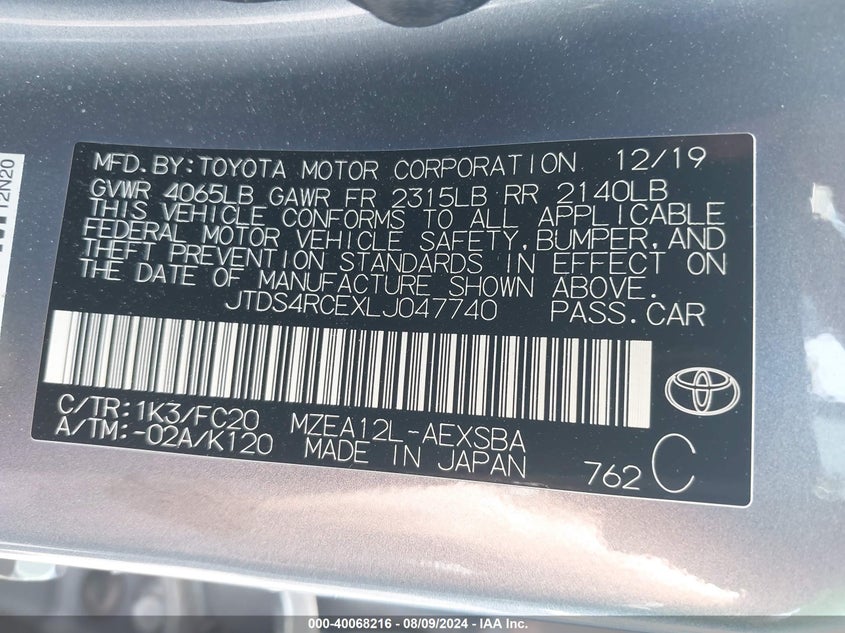 MFD.BY:TOYOTA MOTOR CORPORATION 12/19
GVWR 4065LB GAWR FR 2315LB RR 2140LB
THIS VEHICLE CONFORMS TO ALL APPLICABLE
FEDERAL MOTOR VEHICLE SAFETY,BUMPER,AND
THEFT PREVENTION STANDARDS IN EFFECT ON
THE DATE OF MANUFACTURE SHOWN ABOVE.
JTDS4RCEXLJ047740 PASS.CAR
C/TR:1K3/FC20 MZEA12L-AEXSBA
A/TM:-02A/K120 MADE IN JAPAN
762 C
12N20
000-40068216 - 08/09/2024 - IAA Inc.